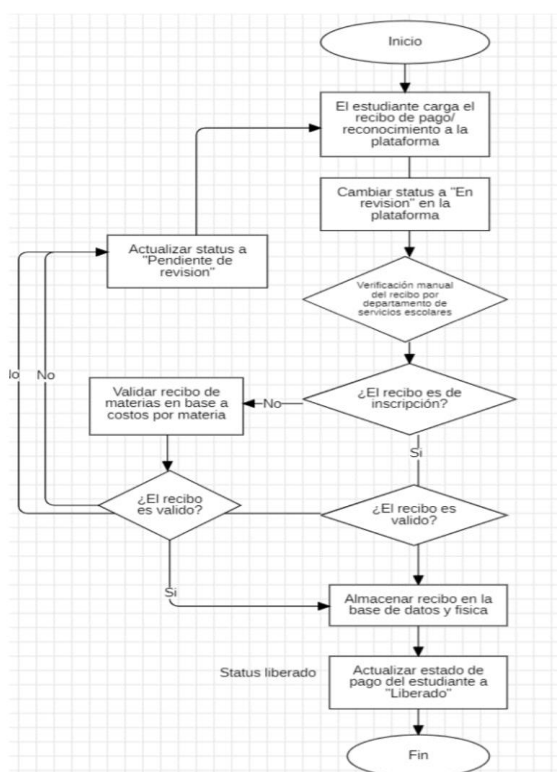 Inicio
El estudiante carga el
recibo de pago/
reconocimiento a la
plataforma
Cambiar status a "En
revision" en la
plataforma
Actualizar status a
"Pendiente de
revision"
Verificación manual
del recibo por
departamento de
servicios escolares
No
¿El recibo es de
inscripción?
No
Validar recibo de
materias en base a
costos por materia
Si
¿El recibo
es valido?
¿El recibo es
valido?
Si
Almacenar recibo en la
base de datos y fisica
Status liberado
Actualizar estado de
pago del estudiante a
"Liberado"
Fin